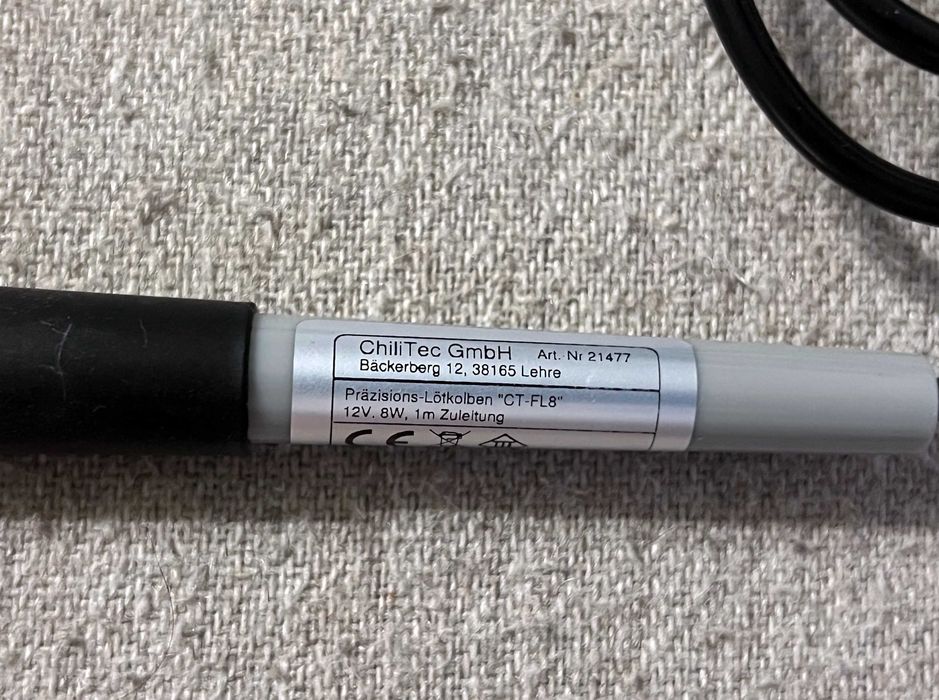 ChiliTec GmbH Art. Nr 21477
Bäckerberg 12, 38165 Lehre
Präzisions-Lötkolben "CT-FL8"
12V, 8W, 1m Zuleitung
CE